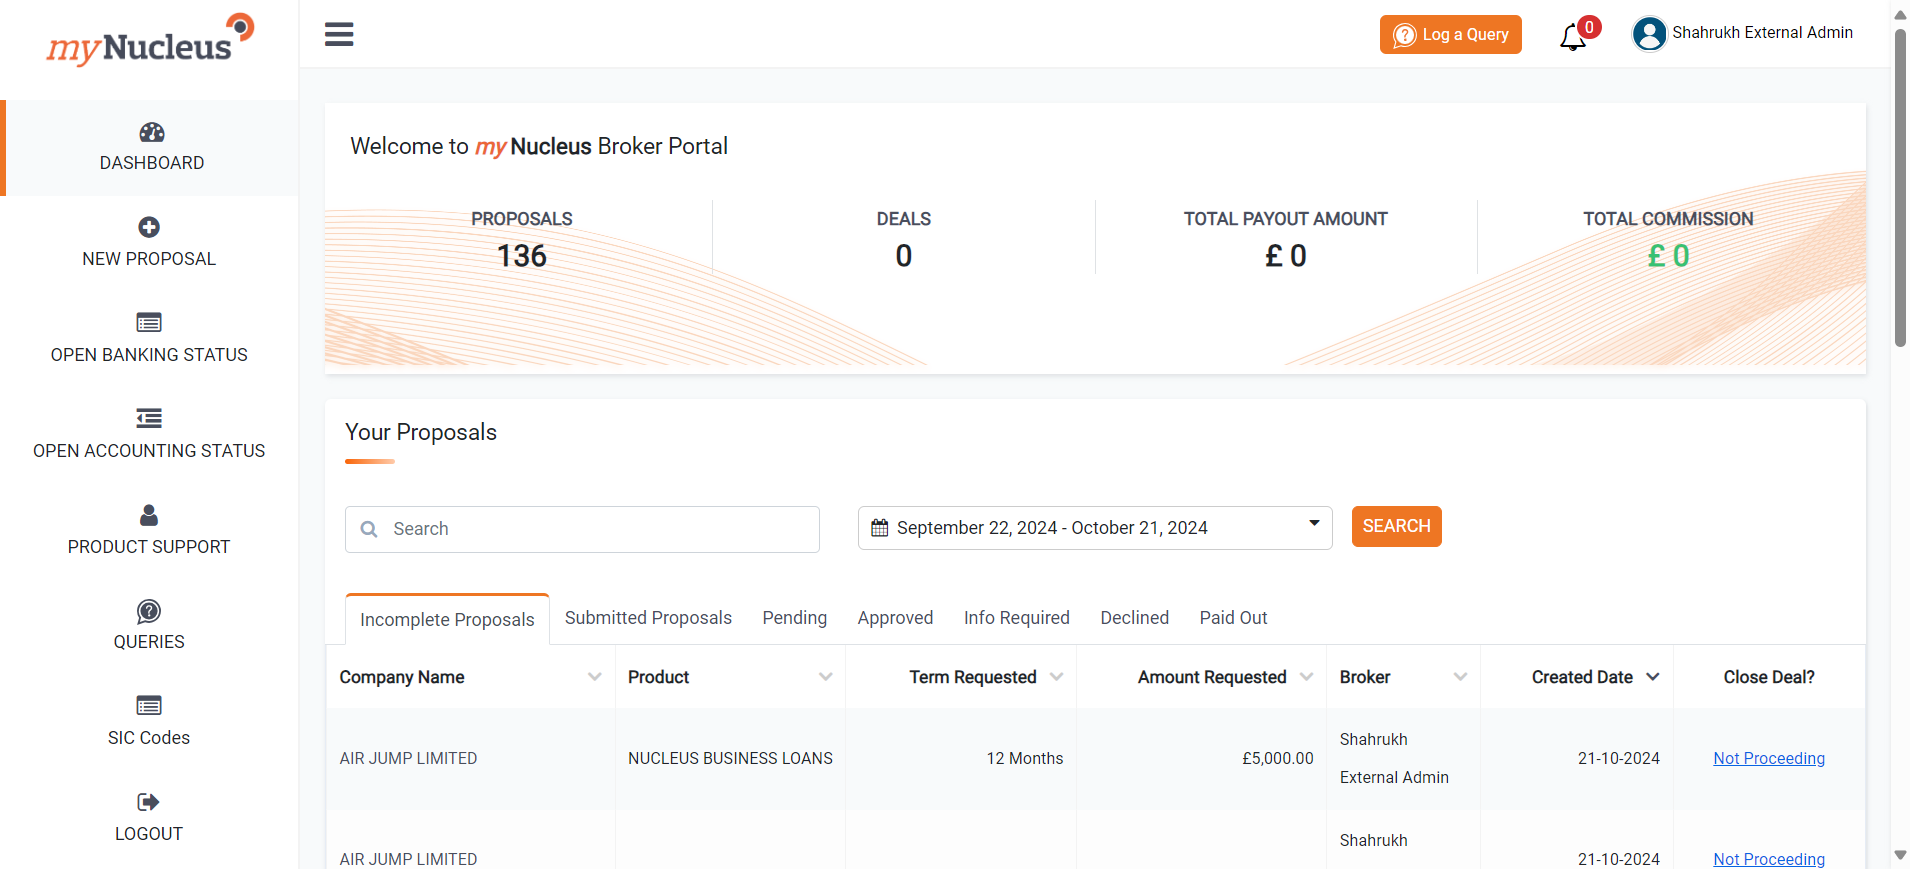 myNucleus
Log a Query
0
Shahrukh External Admin
DASHBOARD
NEW PROPOSAL
OPEN BANKING STATUS
OPEN ACCOUNTING STATUS
PRODUCT SUPPORT
QUERIES
SIC Codes
LOGOUT
Welcome to my Nucleus Broker Portal
PROPOSALS
136
DEALS
0
TOTAL PAYOUT AMOUNT
£ 0
TOTAL COMMISSION
£ 0
Your Proposals
Search
September 22, 2024 - October 21, 2024
SEARCH
Incomplete Proposals Submitted Proposals Pending Approved Info Required Declined Paid Out
Company Name Product Term Requested Amount Requested Broker Created Date Close Deal?
AIR JUMP LIMITED NUCLEUS BUSINESS LOANS 12 Months £5,000.00 Shahrukh External Admin 21-10-2024 Not Proceeding
AIR JUMP LIMITED Shahrukh 21-10-2024 Not Proceeding